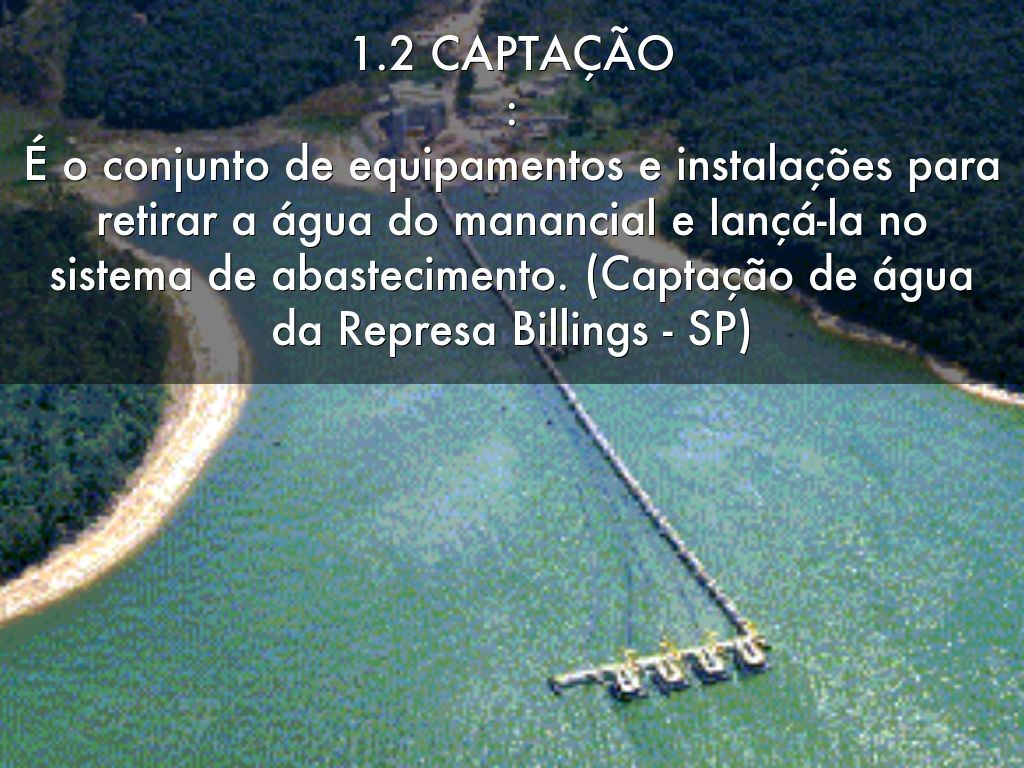 1.2 CAPTAÇÃO
:
É o conjunto de equipamentos e instalações para
retirar a água do manancial e lançá-la no
sistema de abastecimento. (Captação de água
da Represa Billings - SP)